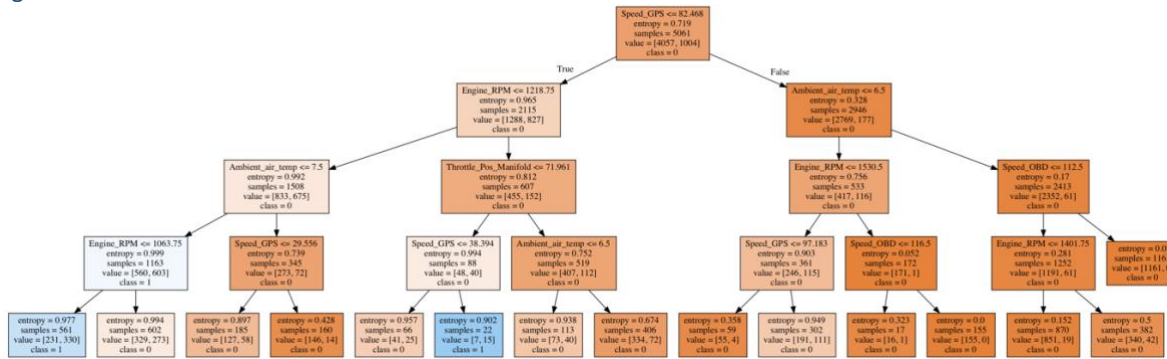 Speed_GPS <= 82.468
entropy = 0.719
samples = 5061
value = [4057, 1004]
class = 0
True
False
Engine_RPM <= 1218.75
entropy = 0.965
samples = 2115
value = [1288, 827]
class = 0
Ambient_air_temp <= 6.5
entropy = 0.328
samples = 2946
value = [2769, 177]
class = 0
Ambient_air_temp <= 7.5
entropy = 0.992
samples = 1508
value = [833, 675]
class = 0
Throttle_Pos_Manifold <= 71.961
entropy = 0.812
samples = 607
value = [455, 152]
class = 0
Engine_RPM <= 1530.5
entropy = 0.756
samples = 533
value = [417, 116]
class = 0
Speed_OBD <= 112.5
entropy = 0.17
samples = 2413
value = [2352, 61]
class = 0
Engine_RPM <= 1063.75
entropy = 0.999
samples = 1163
value = [560, 603]
class = 1
Speed_GPS <= 29.556
entropy = 0.739
samples = 345
value = [273, 72]
class = 0
Speed_GPS <= 38.394
entropy = 0.994
samples = 88
value = [48, 40]
class = 0
Ambient_air_temp <= 6.5
entropy = 0.752
samples = 519
value = [407, 112]
class = 0
Speed_GPS <= 97.183
entropy = 0.903
samples = 361
value = [246, 115]
class = 0
Speed_OBD <= 116.5
entropy = 0.052
samples = 172
value = [171, 1]
class = 0
Engine_RPM <= 1401.75
entropy = 0.281
samples = 1252
value = [1191, 61]
class = 0
entropy = 0.0
samples = 116
value = [1161,
class = 0
entropy = 0.977
samples = 561
value = [231, 330]
class = 1
entropy = 0.994
samples = 602
value = [329, 273]
class = 0
entropy = 0.897
samples = 185
value = [127, 58]
class = 0
entropy = 0.428
samples = 160
value = [146, 14]
class = 0
entropy = 0.957
samples = 66
value = [41, 25]
class = 0
entropy = 0.902
samples = 22
value = [7, 15]
class = 1
entropy = 0.938
samples = 113
value = [73, 40]
class = 0
entropy = 0.674
samples = 406
value = [334, 72]
class = 0
entropy = 0.358
samples = 59
value = [55, 4]
class = 0
entropy = 0.949
samples = 302
value = [191, 111]
class = 0
entropy = 0.323
samples = 17
value = [16, 1]
class = 0
entropy = 0.0
samples = 155
value = [155, 0]
class = 0
entropy = 0.152
samples = 870
value = [851, 19]
class = 0
entropy = 0.5
samples = 382
value = [340, 42]
class = 0